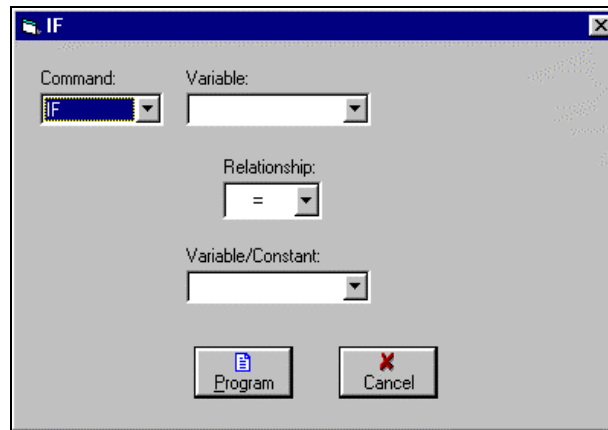 IF
Command: Variable:
IF
Relationship:
=
Variable/Constant:
Program Cancel